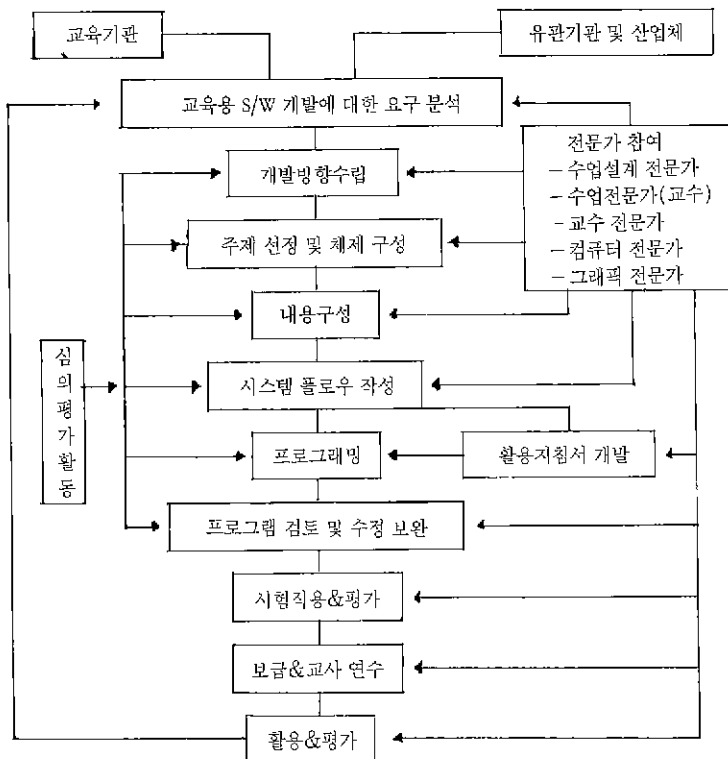 교육기관
유관기관 및 산업체
교육용 S/W 개발에 대한 요구 분석
전문가 참여
－수업설계 전문가
－수업전문가(교수)
－교수 전문가
－컴퓨터 전문가
－그래픽 전문가
개발방향수립
주제 선정 및 체제 구성
내용구성
심의평가활동
시스템 플로우 작성
프로그래밍
활용지침서 개발
프로그램 검토 및 수정 보완
시험적용&평가
보급&교사 연수
활용&평가